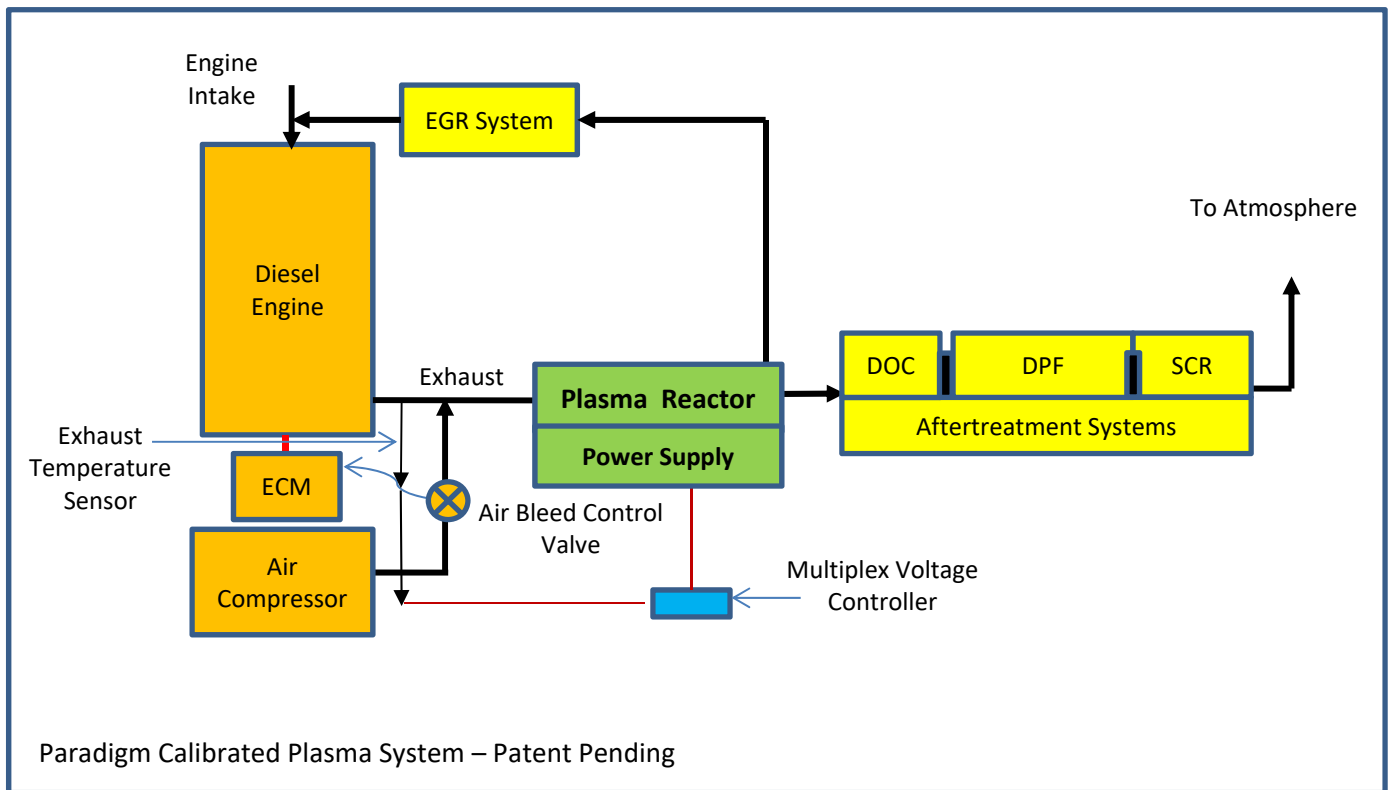 Engine
Intake
EGR System
To Atmosphere
Diesel
Engine
Exhaust
Plasma Reactor
Power Supply
DOC
DPF
SCR
Aftertreatment Systems
Exhaust
Temperature
Sensor
ECM
Air Bleed Control
Valve
Air
Compressor
Multiplex Voltage
Controller
Paradigm Calibrated Plasma System – Patent Pending